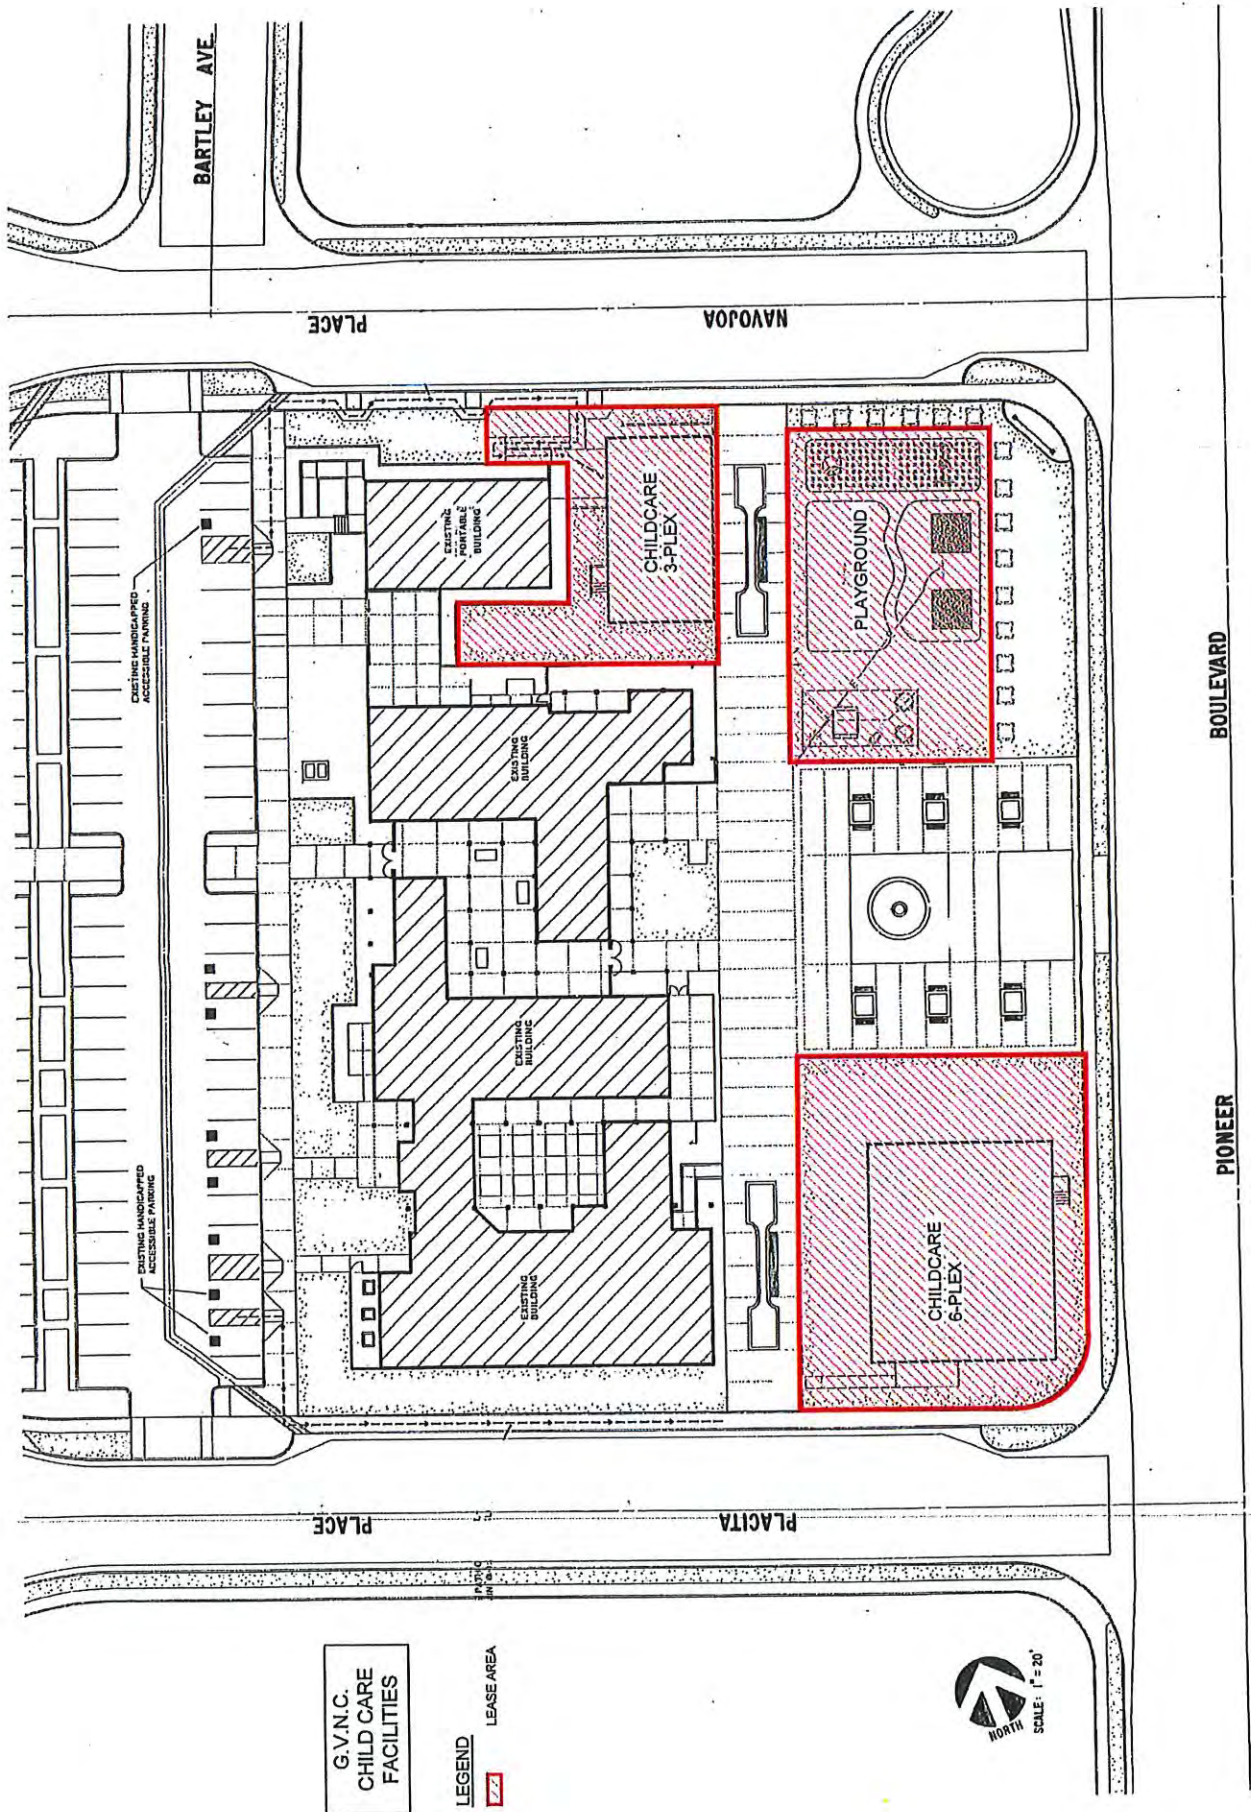 G.V.N.C.
CHILD CARE
FACILITIES
LEGEND
LEASE AREA
NORTH
SCALE: 1" = 20'
PLACITA
PLACE
EXISTING HANDICAPPED
ACCESSIBLE PARKING
EXISTING
BUILDING
CHILDCARE
6-PLEX
EXISTING
BUILDING
PIONEER
BOULEVARD
EXISTING
BUILDING
EXISTING HANDICAPPED
ACCESSIBLE PARKING
EXISTING
PORTABLE
BUILDING
CHILDCARE
3-PLEX
PLAYGROUND
NAVOJOA
PLACE
BARTLEY AVE.